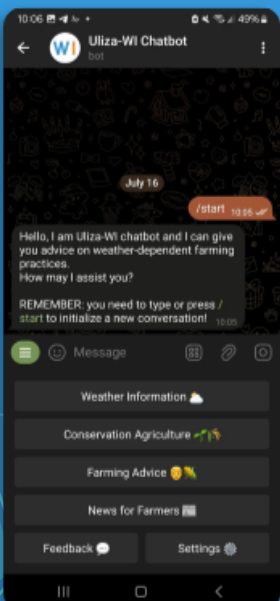 10:06 49%
WI Uliza-WI Chatbot
bot
July 16
/start 10:05
Hello, I am Uliza-WI chatbot and I can give
you advice on weather-dependent farming
practices.
How may I assist you?
REMEMBER: you need to type or press /
start to initialize a new conversation! 10:05
Message
Weather Information
Conservation Agriculture
Farming Advice
News for Farmers
Feedback Settings